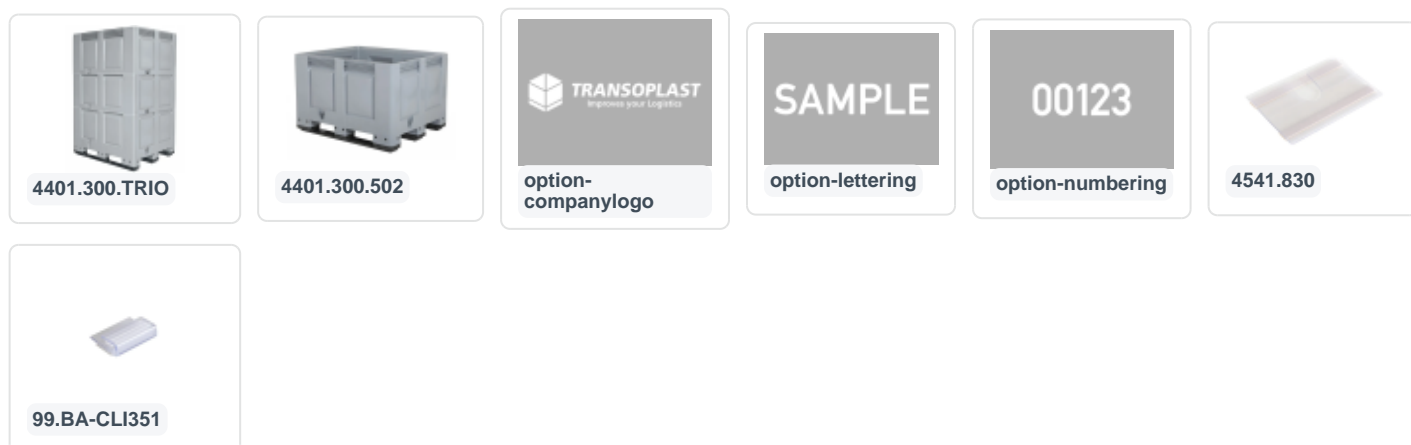 4401.300.TRIO
4401.300.502
TRANSOPLAST
Improves your Logistics
option-
companylogo
SAMPLE
option-lettering
00123
option-numbering
4541.830
99.BA-CLI351